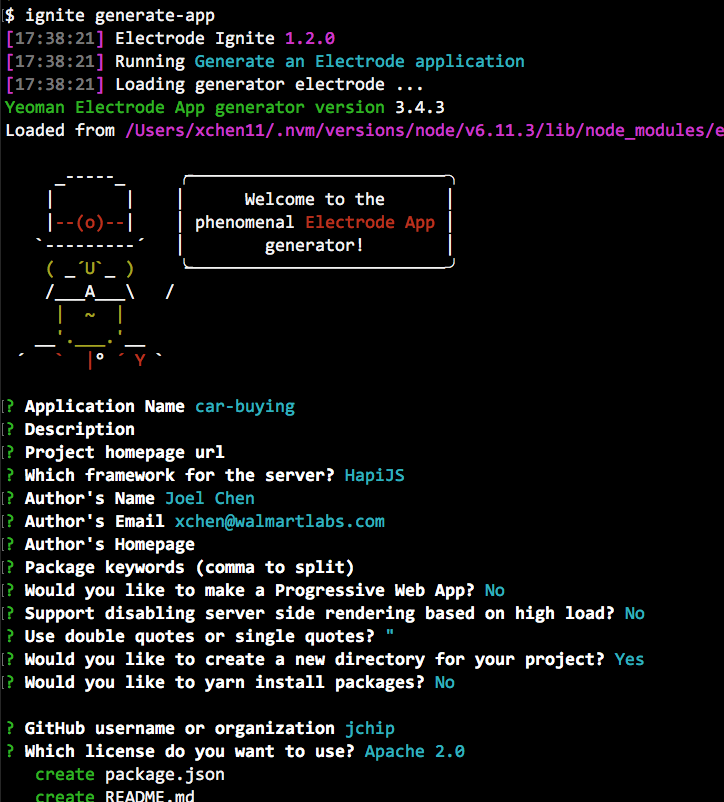 $ ignite generate-app
[17:38:21] Electrode Ignite 1.2.0
[17:38:21] Running Generate an Electrode application
[17:38:21] Loading generator electrode ...
Yeoman Electrode App generator version 3.4.3
Loaded from /Users/xchen11/.nvm/versions/node/v6.11.3/lib/node_modules/e
Welcome to the
phenomenal Electrode App
generator!
? Application Name car-buying
? Description
? Project homepage url
? Which framework for the server? HapiJS
? Author's Name Joel Chen
? Author's Email xchen@walmartlabs.com
? Author's Homepage
? Package keywords (comma to split)
? Would you like to make a Progressive Web App? No
? Support disabling server side rendering based on high load? No
? Use double quotes or single quotes? "
? Would you like to create a new directory for your project? Yes
? Would you like to yarn install packages? No
? GitHub username or organization jchip
? Which license do you want to use? Apache 2.0
create package.json
create README.md